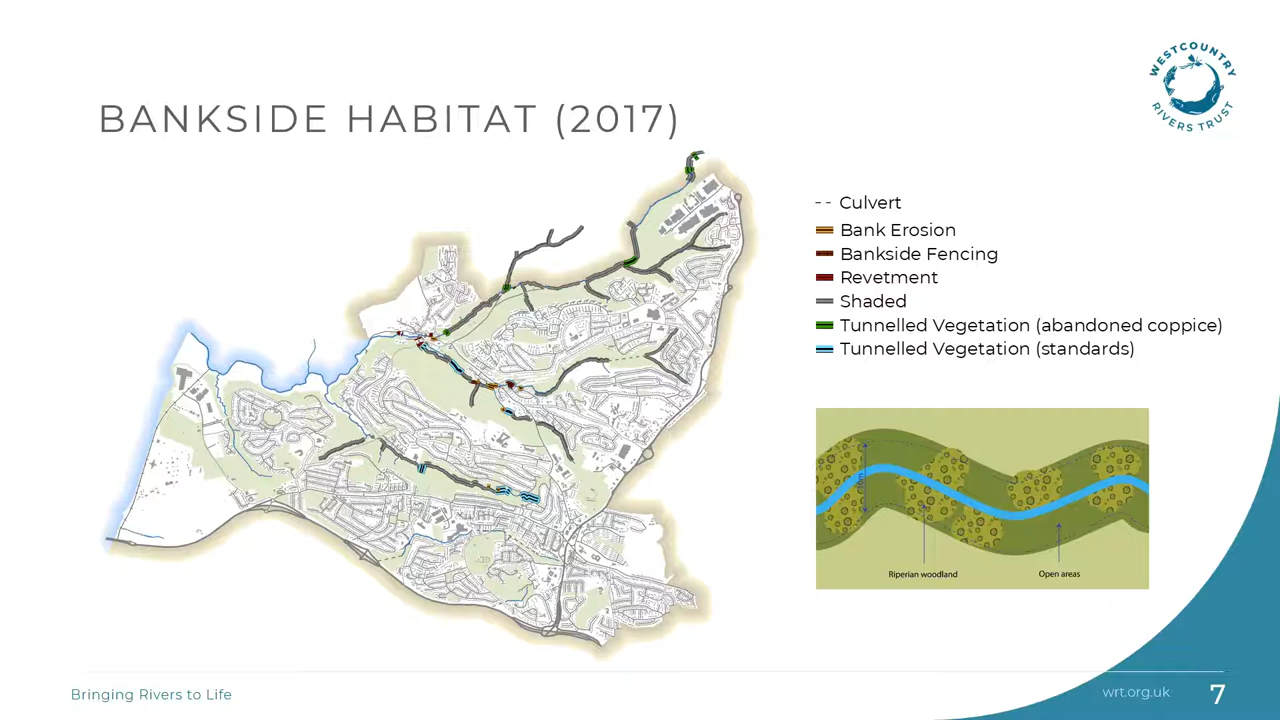 WESTCOUNTRY
RIVERS TRUST
BANKSIDE HABITAT (2017)
Culvert
Bank Erosion
Bankside Fencing
Revetment
Shaded
Tunnelled Vegetation (abandoned coppice)
Tunnelled Vegetation (standards)
Riperian woodland
Open areas
Bringing Rivers to Life
wrt.org.uk
7